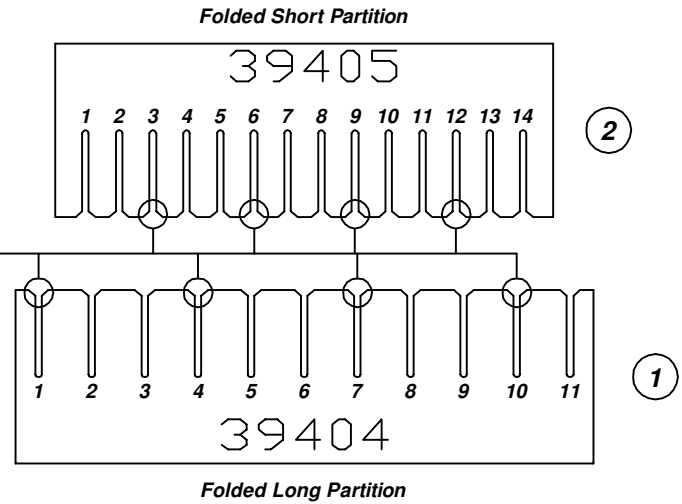 Folded Short Partition
39405
1 2 3 4 5 6 7 8 9 10 11 12 13 14
2
1 2 3 4 5 6 7 8 9 10 11
1
39404
Folded Long Partition